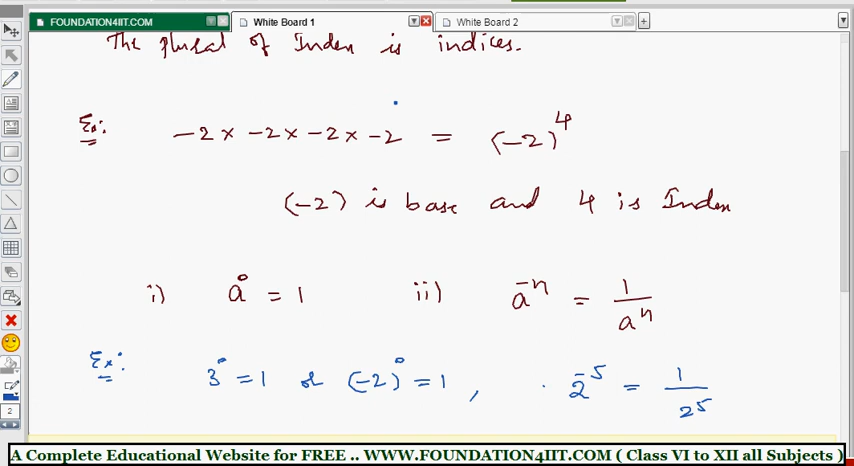 FOUNDATION4IIT.COM White Board 1 White Board 2
The plural of Index is indices.
Ex: -2 × -2 × -2 × -2 = (-2)⁴
(-2) is base and 4 is Index
i) a⁰ = 1 ii) a⁻ⁿ = 1/aⁿ
Ex: 3⁰ = 1 or (-2)⁰ = 1, 2⁻⁵ = 1/2⁵
2
A Complete Educational Website for FREE .. WWW.FOUNDATION4IIT.COM ( Class VI to XII all Subjects )